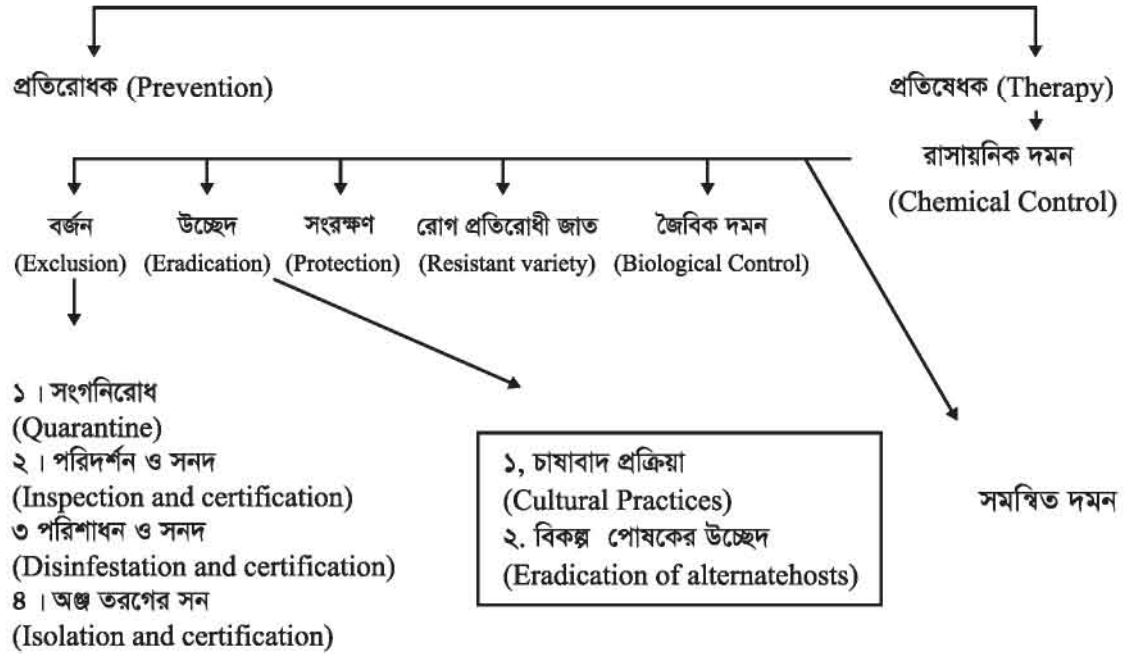 প্রতিরোধক (Prevention)
প্রতিষেধক (Therapy)
রাসায়নিক দমন
(Chemical Control)
বর্জন
(Exclusion)
উচ্ছেদ
(Eradication)
সংরক্ষণ
(Protection)
রোগ প্রতিরোধী জাত
(Resistant variety)
জৈবিক দমন
(Biological Control)
১ । সংগনিরোধ
(Quarantine)
২ । পরিদর্শন ও সনদ
(Inspection and certification)
৩ পরিশাধন ও সনদ
(Disinfestation and certification)
৪ । অঞ্জ তরগের সন
(Isolation and certification)
১, চাষাবাদ প্রক্রিয়া
(Cultural Practices)
২. বিকল্প পোষকের উচ্ছেদ
(Eradication of alternatehosts)
সমন্বিত দমন